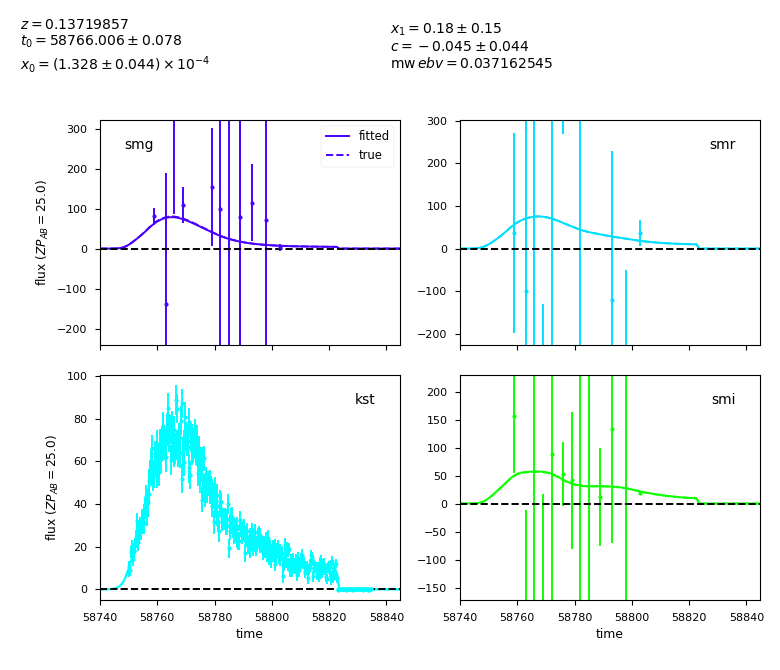 z = 0.13719857
t₀ = 58766.006 ± 0.078
x₀ = (1.328 ± 0.044) × 10⁻⁴
x₁ = 0.18 ± 0.15
c = −0.045 ± 0.044
mw ebv = 0.037162545
300
200
100
0
−100
−200
flux (ZP_AB = 25.0)
smg
fitted
true
300
200
100
0
−100
−200
smr
100
80
60
40
20
0
flux (ZP_AB = 25.0)
kst
58740 58760 58780 58800 58820 58840
time
200
150
100
50
0
−50
−100
−150
smi
58740 58760 58780 58800 58820 58840
time